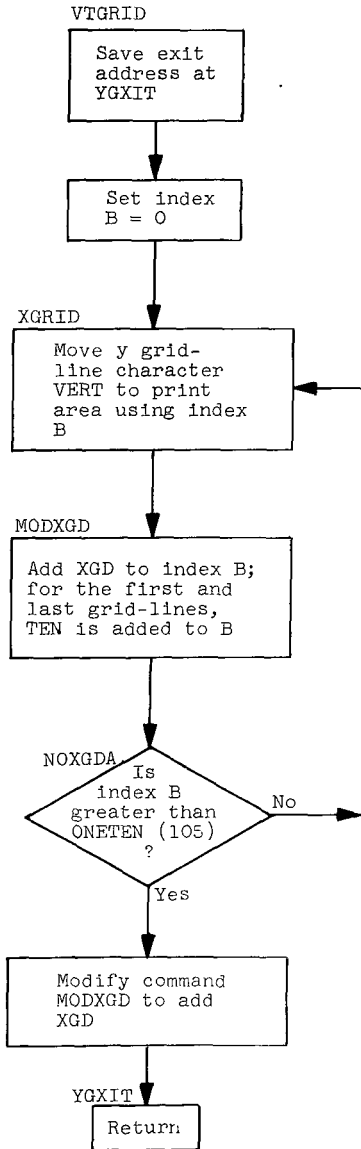 VTGRID
Save exit
address at
YGXIT
Set index
B = 0
XGRID
Move y grid-
line character
VERT to print
area using index
B
MODXGD
Add XGD to index B;
for the first and
last grid-lines,
TEN is added to B
NOXGDA
Is
index B
greater than
ONETEN (105)
?
No
Yes
Modify command
MODXGD to add
XGD
YGXIT
Return